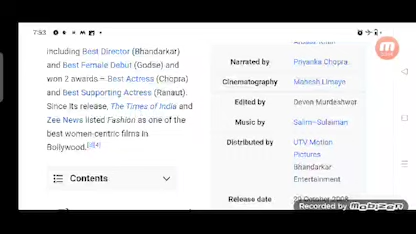 7:53
including Best Director (Bhandarkar)
and Best Female Debut (Godse) and
won 2 awards – Best Actress (Chopra)
and Best Supporting Actress (Ranaut).
Since its release, The Times of India and
Zee News listed Fashion as one of the
best women-centric films in
Bollywood.[3][4]
Contents
Narrated by Priyanka Chopra
Cinematography Mahesh Limaye
Edited by Deven Murdeshwar
Music by Salim–Sulaiman
Distributed by UTV Motion
Pictures
Bhandarkar
Entertainment
Release date
Recorded by Mobizen